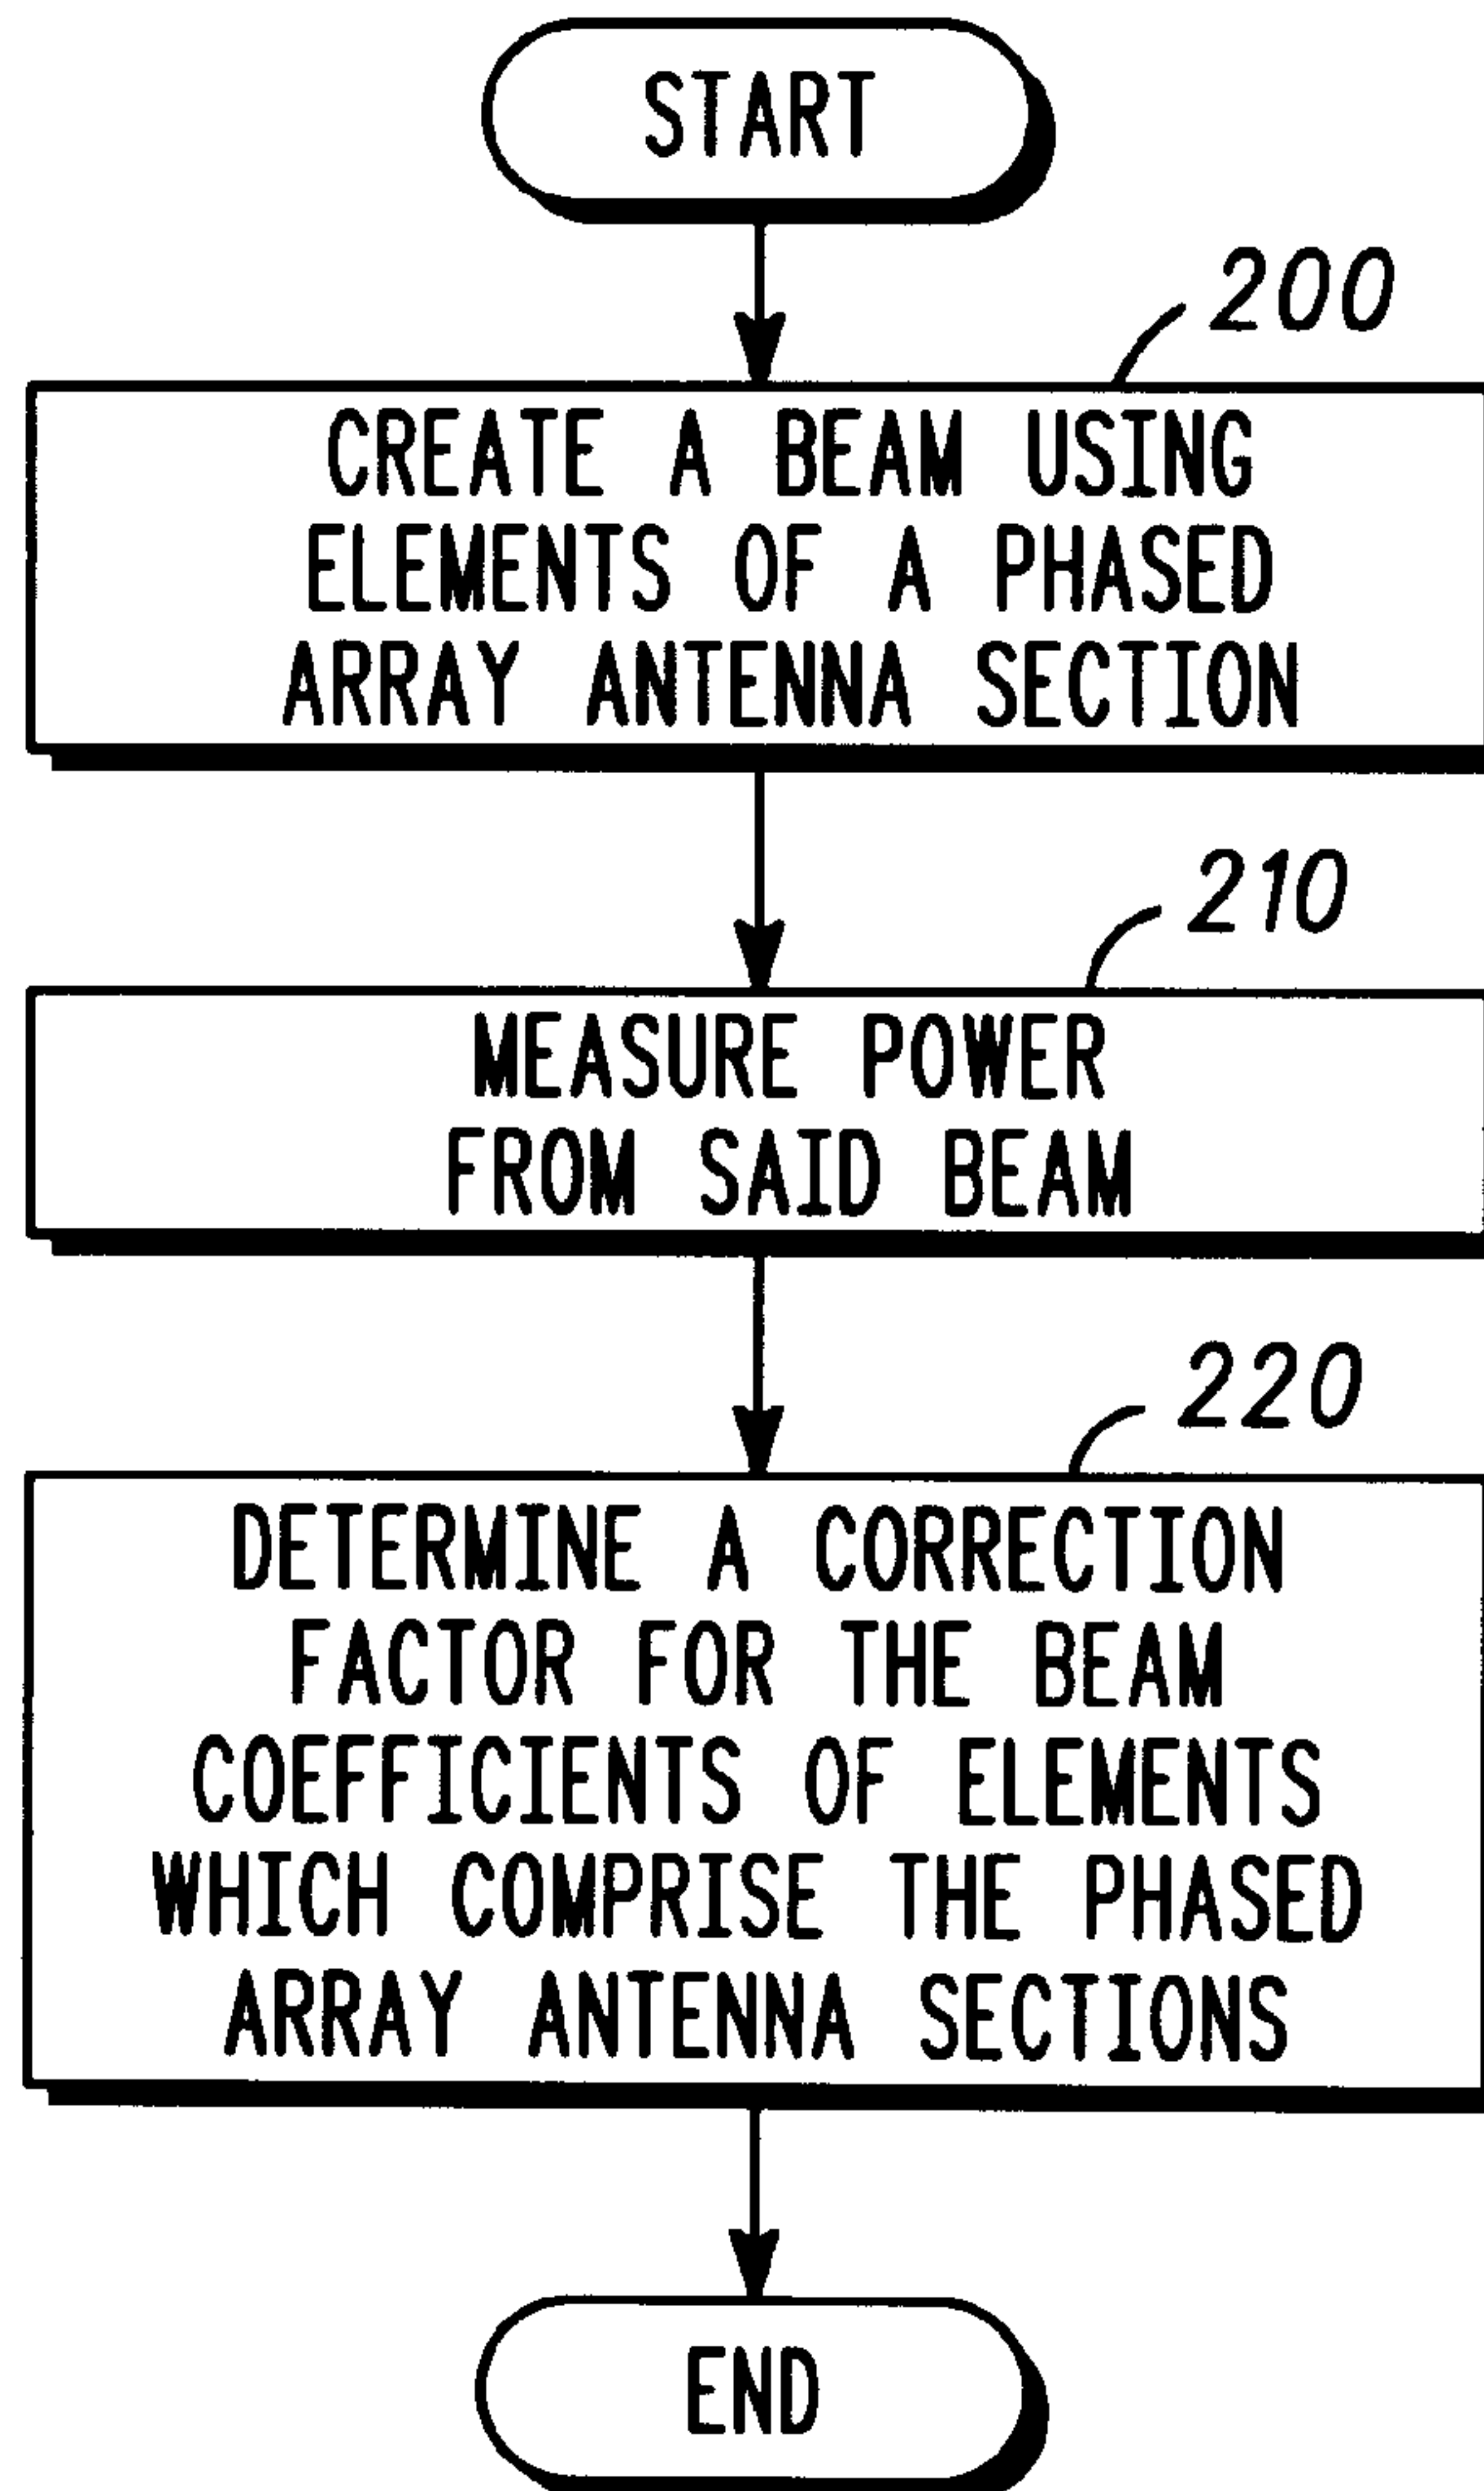 START
200
CREATE A BEAM USING
ELEMENTS OF A PHASED
ARRAY ANTENNA SECTION
210
MEASURE POWER
FROM SAID BEAM
220
DETERMINE A CORRECTION
FACTOR FOR THE BEAM
COEFFICIENTS OF ELEMENTS
WHICH COMPRISE THE PHASED
ARRAY ANTENNA SECTIONS
END